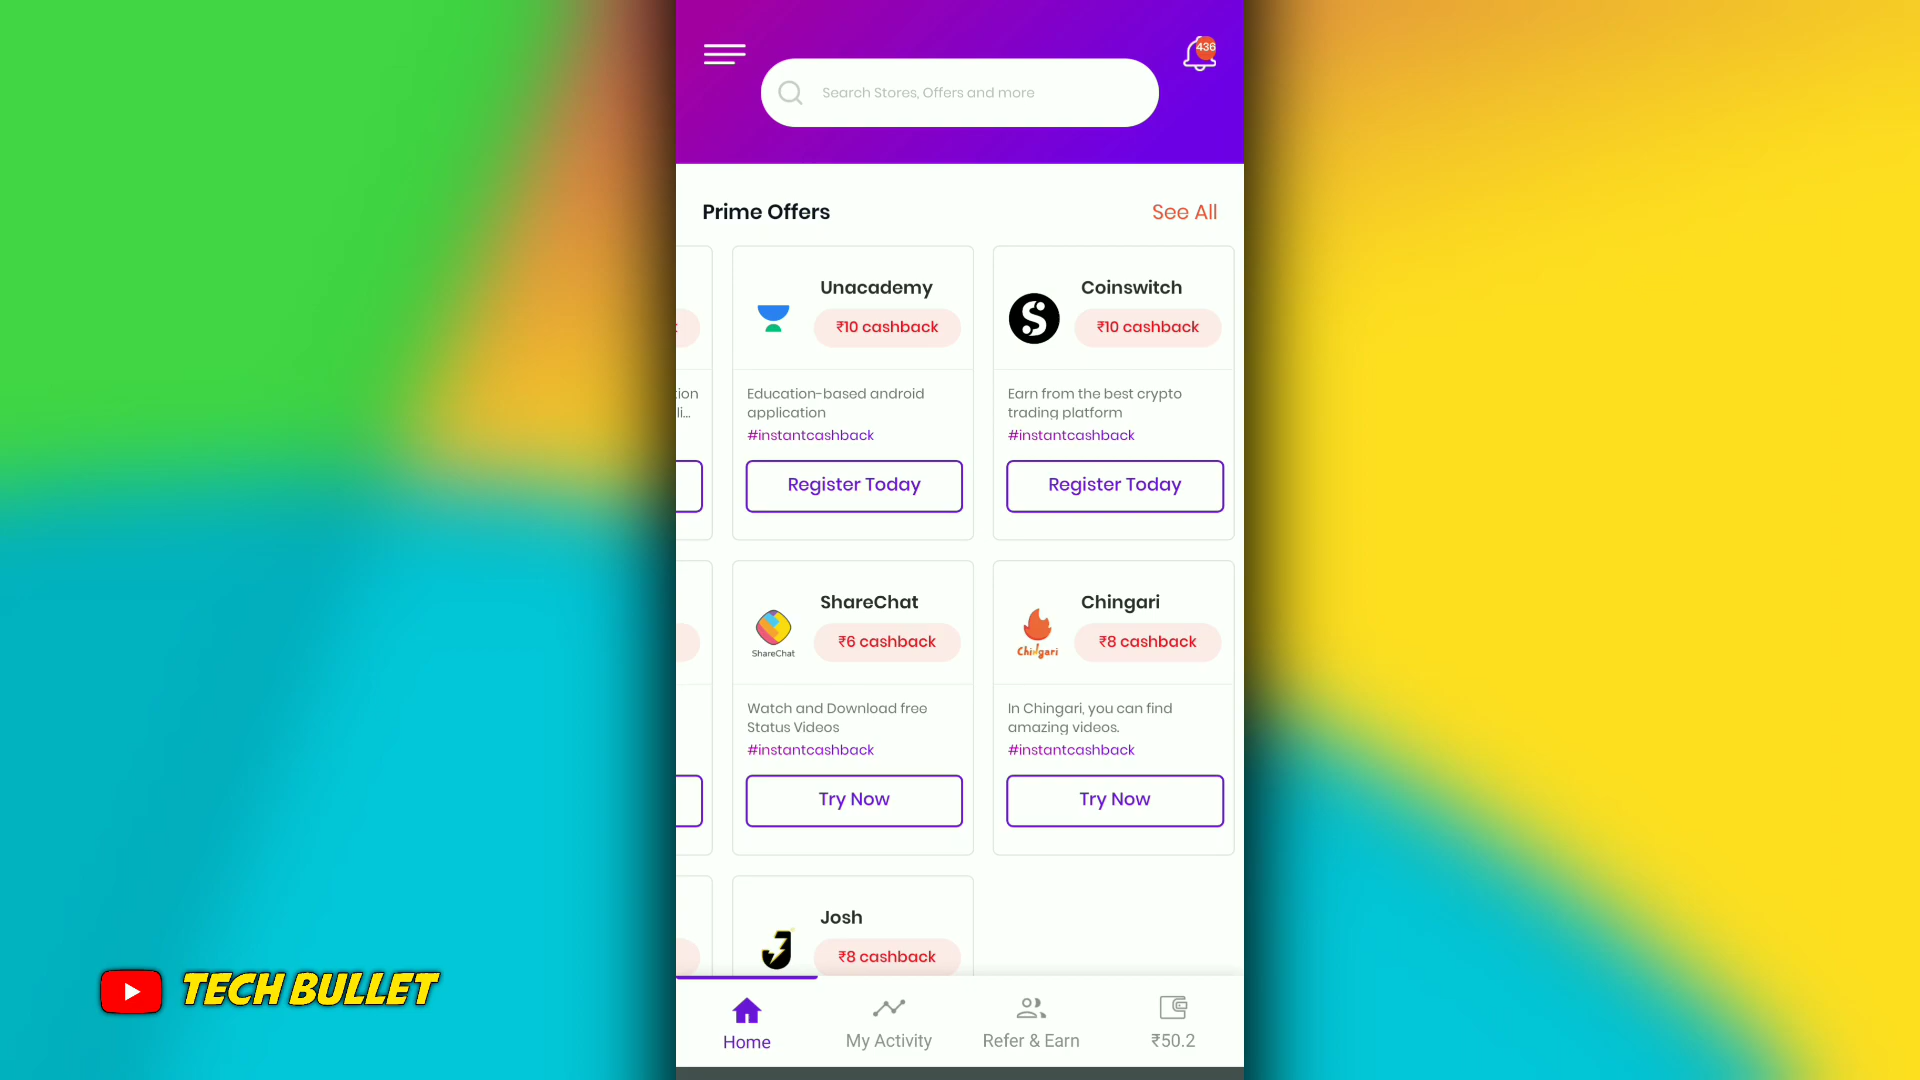 436
Search Stores, Offers and more
Prime Offers
See All
Unacademy
₹10 cashback
Education-based android
application
#instantcashback
Register Today
Coinswitch
₹10 cashback
Earn from the best crypto
trading platform
#instantcashback
Register Today
ShareChat
ShareChat
₹6 cashback
Watch and Download free
Status Videos
#instantcashback
Try Now
Chingari
Chingari
₹8 cashback
In Chingari, you can find
amazing videos.
#instantcashback
Try Now
Josh
₹8 cashback
Home
My Activity
Refer & Earn
₹50.2
TECH BULLET